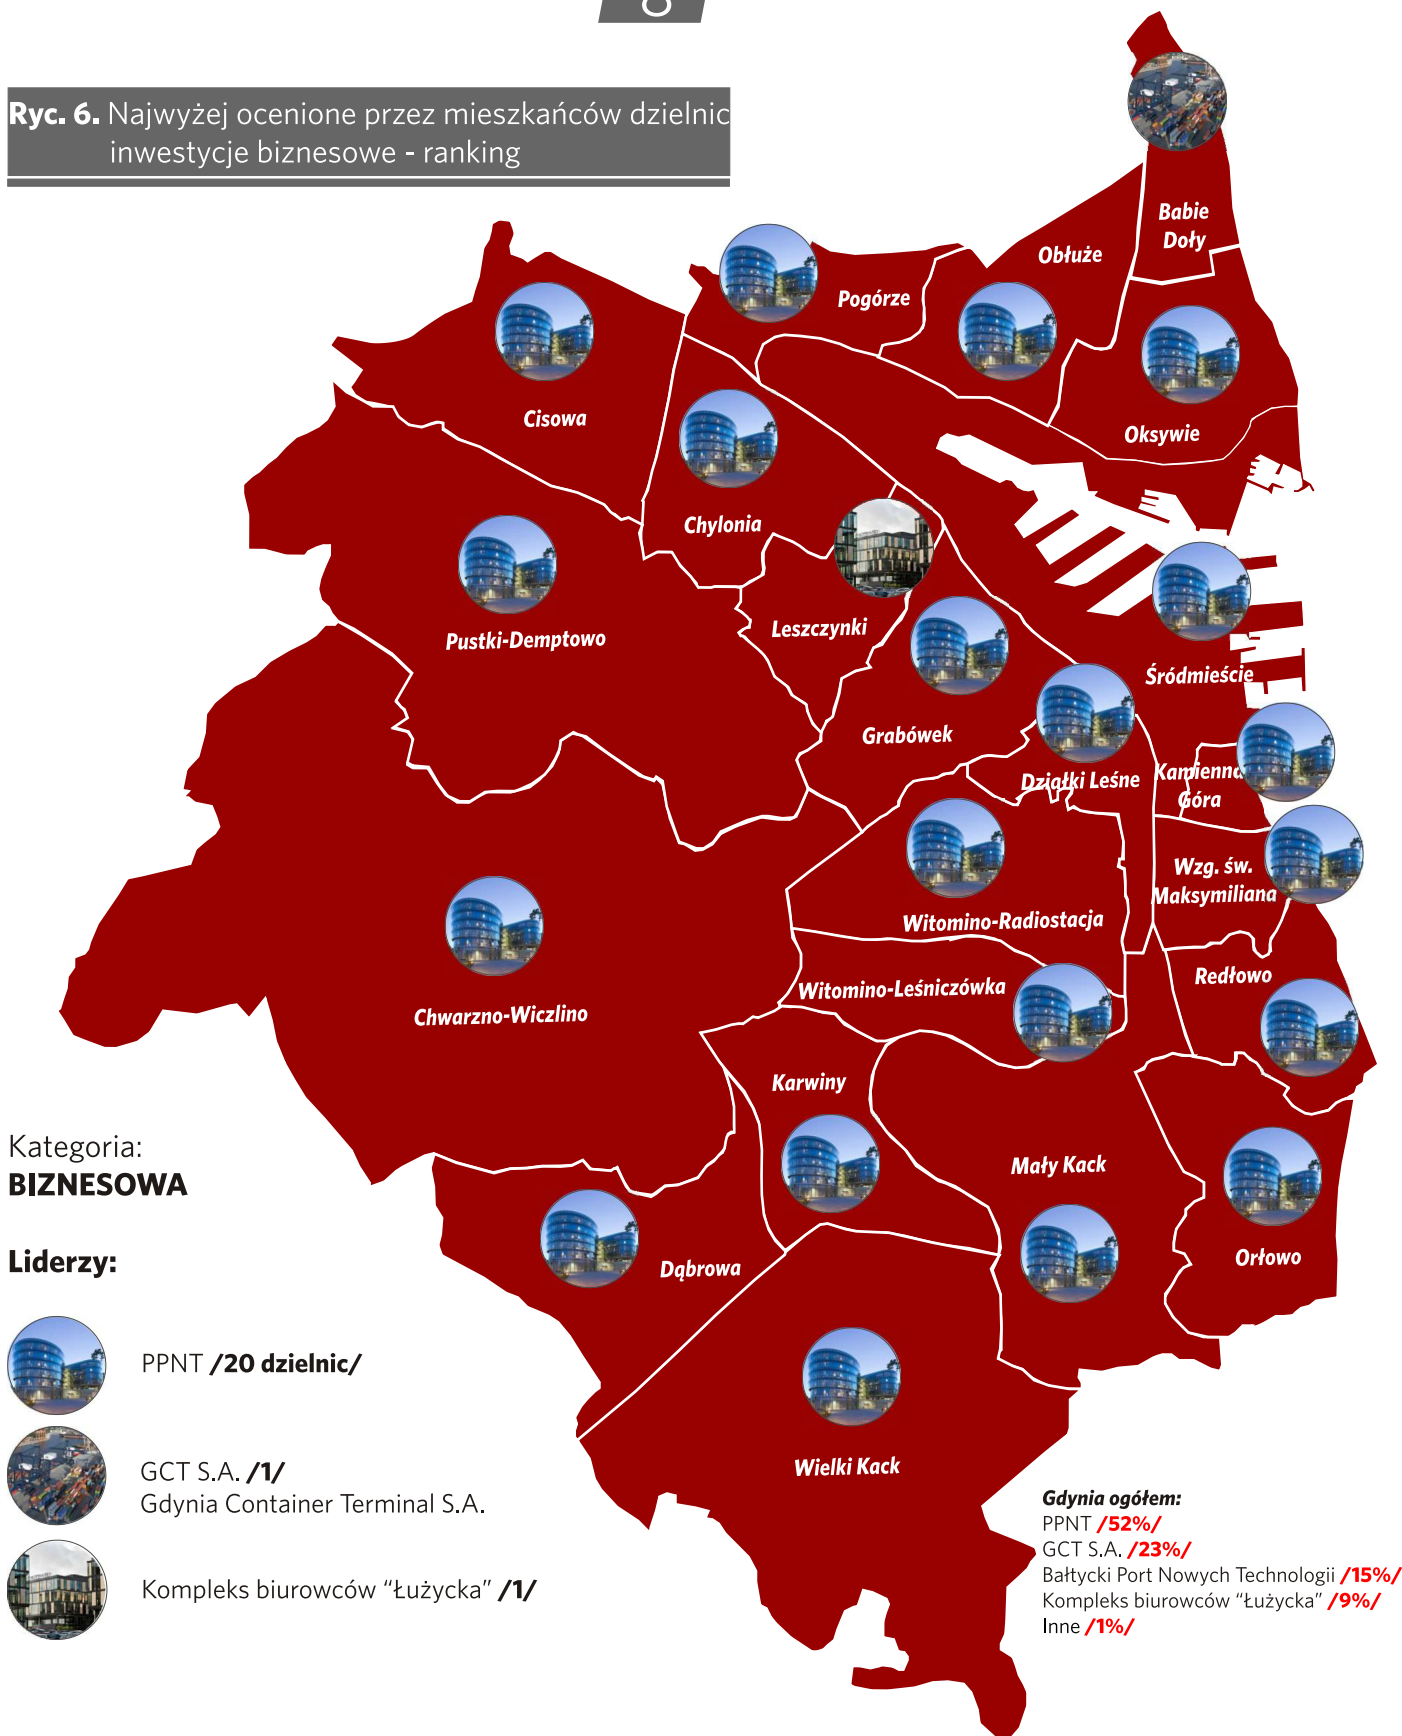 Ryc. 6. Najwyżej ocenione przez mieszkańców dzielnic
inwestycje biznesowe - ranking
Babie
Doły
Obłuże
Pogórze
Cisowa
Oksywie
Chylonia
Leszczynki
Pustki-Demptowo
Śródmieście
Grabówek
Działki Leśne
Kamienna
Góra
Wzg. św.
Maksymiliana
Witomino-Radiostacja
Redłowo
Witomino-Leśniczówka
Chwarzno-Wiczlino
Karwiny
Mały Kack
Orłowo
Dąbrowa
Wielki Kack
Kategoria:
BIZNESOWA
Liderzy:
PPNT /20 dzielnic/
GCT S.A. /1/
Gdynia Container Terminal S.A.
Kompleks biurowców “Łużycka” /1/
Gdynia ogółem:
PPNT /52%/
GCT S.A. /23%/
Bałtycki Port Nowych Technologii /15%/
Kompleks biurowców “Łużycka” /9%/
Inne /1%/